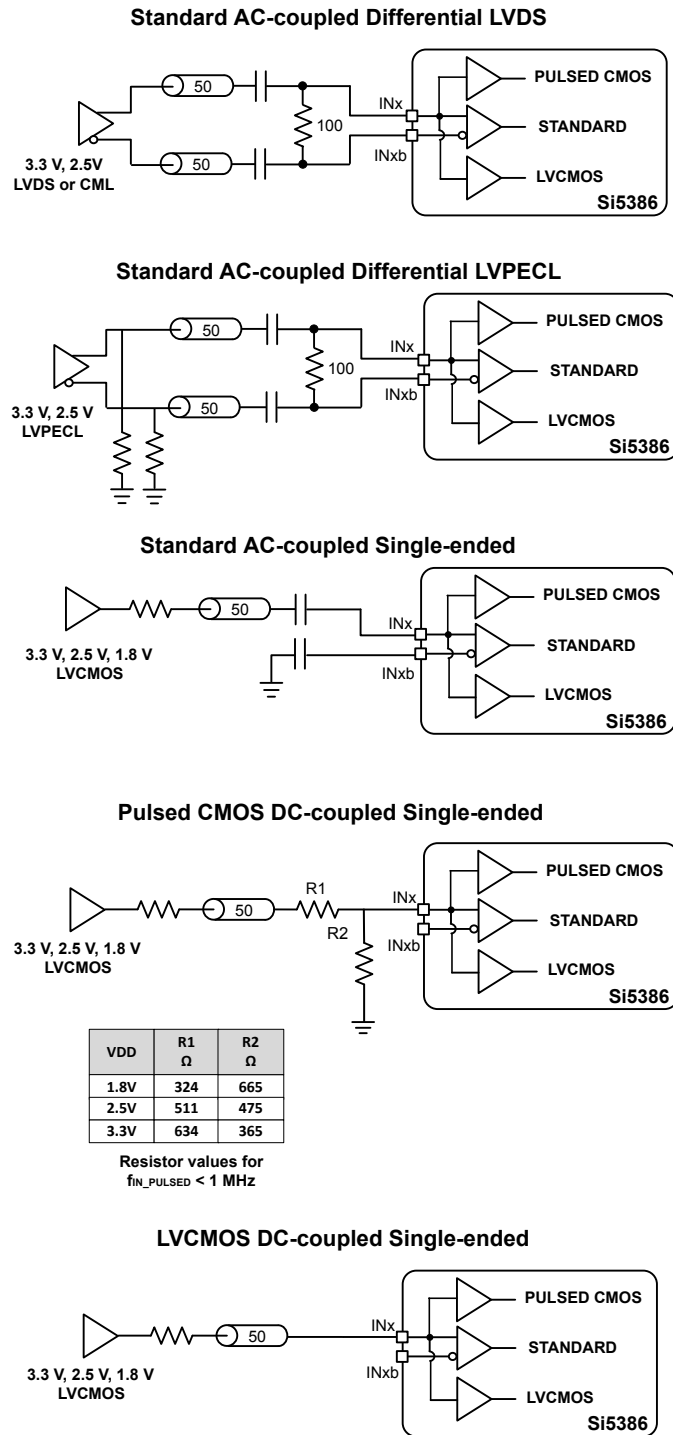 Standard AC-coupled Differential LVDS
50
50
100
3.3 V, 2.5V
LVDS or CML
INx
INxb
PULSED CMOS
STANDARD
LVCMOS
Si5386
Standard AC-coupled Differential LVPECL
50
50
100
3.3 V, 2.5 V
LVPECL
INx
INxb
PULSED CMOS
STANDARD
LVCMOS
Si5386
Standard AC-coupled Single-ended
50
3.3 V, 2.5 V, 1.8 V
LVCMOS
INx
INxb
PULSED CMOS
STANDARD
LVCMOS
Si5386
Pulsed CMOS DC-coupled Single-ended
50
R1
R2
3.3 V, 2.5 V, 1.8 V
LVCMOS
INx
INxb
PULSED CMOS
STANDARD
LVCMOS
Si5386
VDD R1 Ω R2 Ω
1.8V 324 665
2.5V 511 475
3.3V 634 365
Resistor values for
fIN_PULSED < 1 MHz
LVCMOS DC-coupled Single-ended
50
3.3 V, 2.5 V, 1.8 V
LVCMOS
INx
INxb
PULSED CMOS
STANDARD
LVCMOS
Si5386